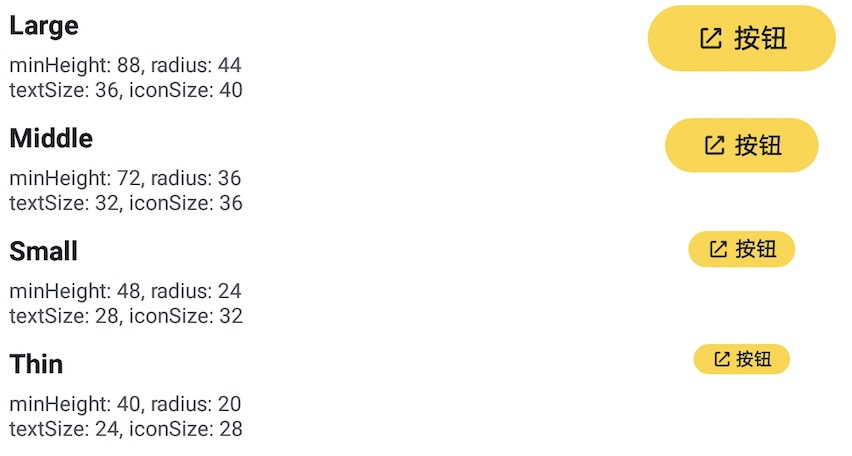 Large
按钮
minHeight: 88, radius: 44
textSize: 36, iconSize: 40
Middle
按钮
minHeight: 72, radius: 36
textSize: 32, iconSize: 36
Small
按钮
minHeight: 48, radius: 24
textSize: 28, iconSize: 32
Thin
按钮
minHeight: 40, radius: 20
textSize: 24, iconSize: 28